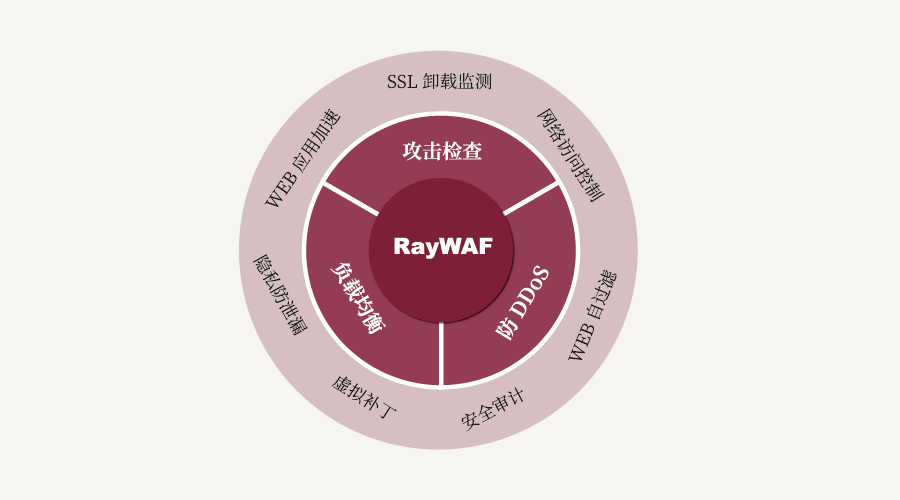 SSL 卸载监测
网络访问控制
WEB 自过滤
安全审计
虚拟补丁
隐私防泄漏
WEB 应用加速
攻击检查
防 DDoS
负载均衡
RayWAF